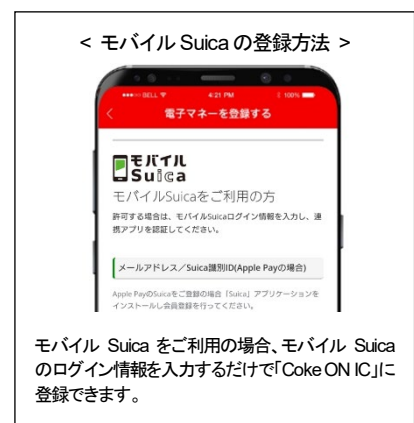 < モバイル Suica の登録方法 >
●●●○○ BELL 4:21 PM 100%
電子マネーを登録する
モバイル
Suica
モバイルSuicaをご利用の方
許可する場合は、モバイルSuicaログイン情報を入力し、連
携アプリを認証してください。
メールアドレス／Suica識別ID(Apple Payの場合)
Apple PayのSuicaをご登録の場合「Suica」アプリケーションを
インストールし会員登録を行ってください。
モバイル Suica をご利用の場合、モバイル Suica
のログイン情報を入力するだけで「Coke ON IC」に
登録できます。